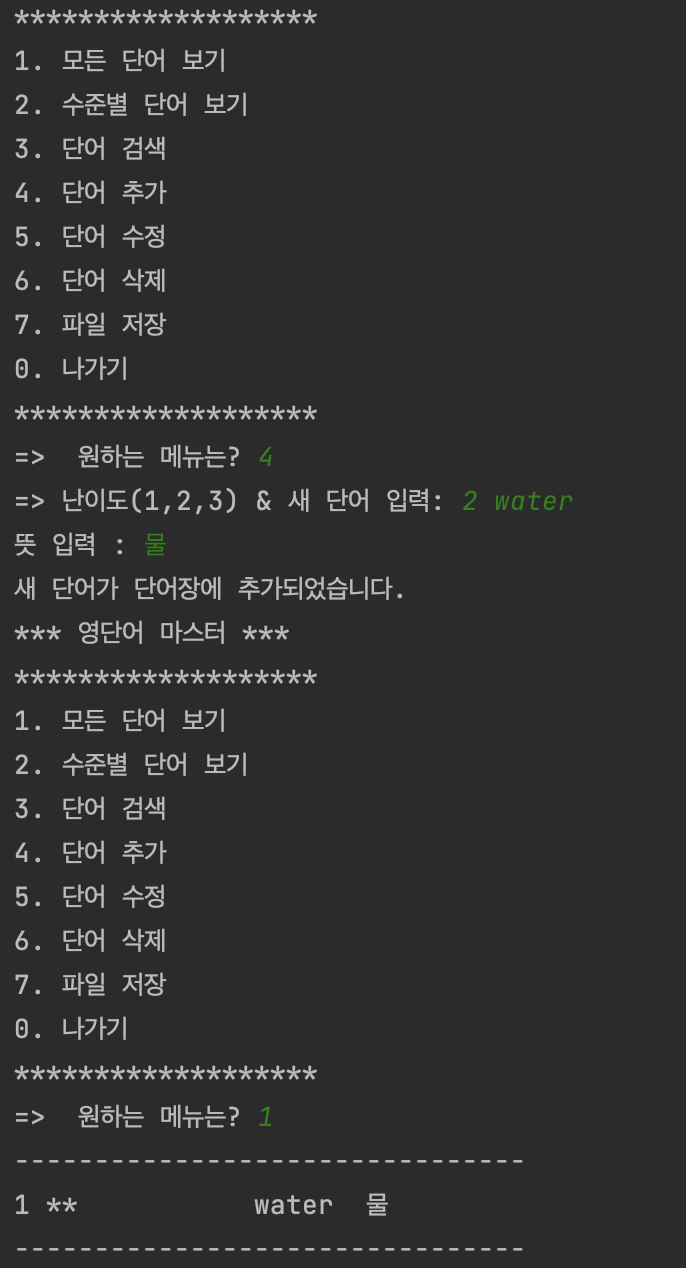 *******************
1. 모든 단어 보기
2. 수준별 단어 보기
3. 단어 검색
4. 단어 추가
5. 단어 수정
6. 단어 삭제
7. 파일 저장
0. 나가기
*******************
=>  원하는 메뉴는? 4
=> 난이도(1,2,3) & 새 단어 입력: 2 water
뜻 입력 : 물
새 단어가 단어장에 추가되었습니다.
*** 영단어 마스터 ***
*******************
1. 모든 단어 보기
2. 수준별 단어 보기
3. 단어 검색
4. 단어 추가
5. 단어 수정
6. 단어 삭제
7. 파일 저장
0. 나가기
*******************
=>  원하는 메뉴는? 1
--------------------------------
1 **           water  물
--------------------------------